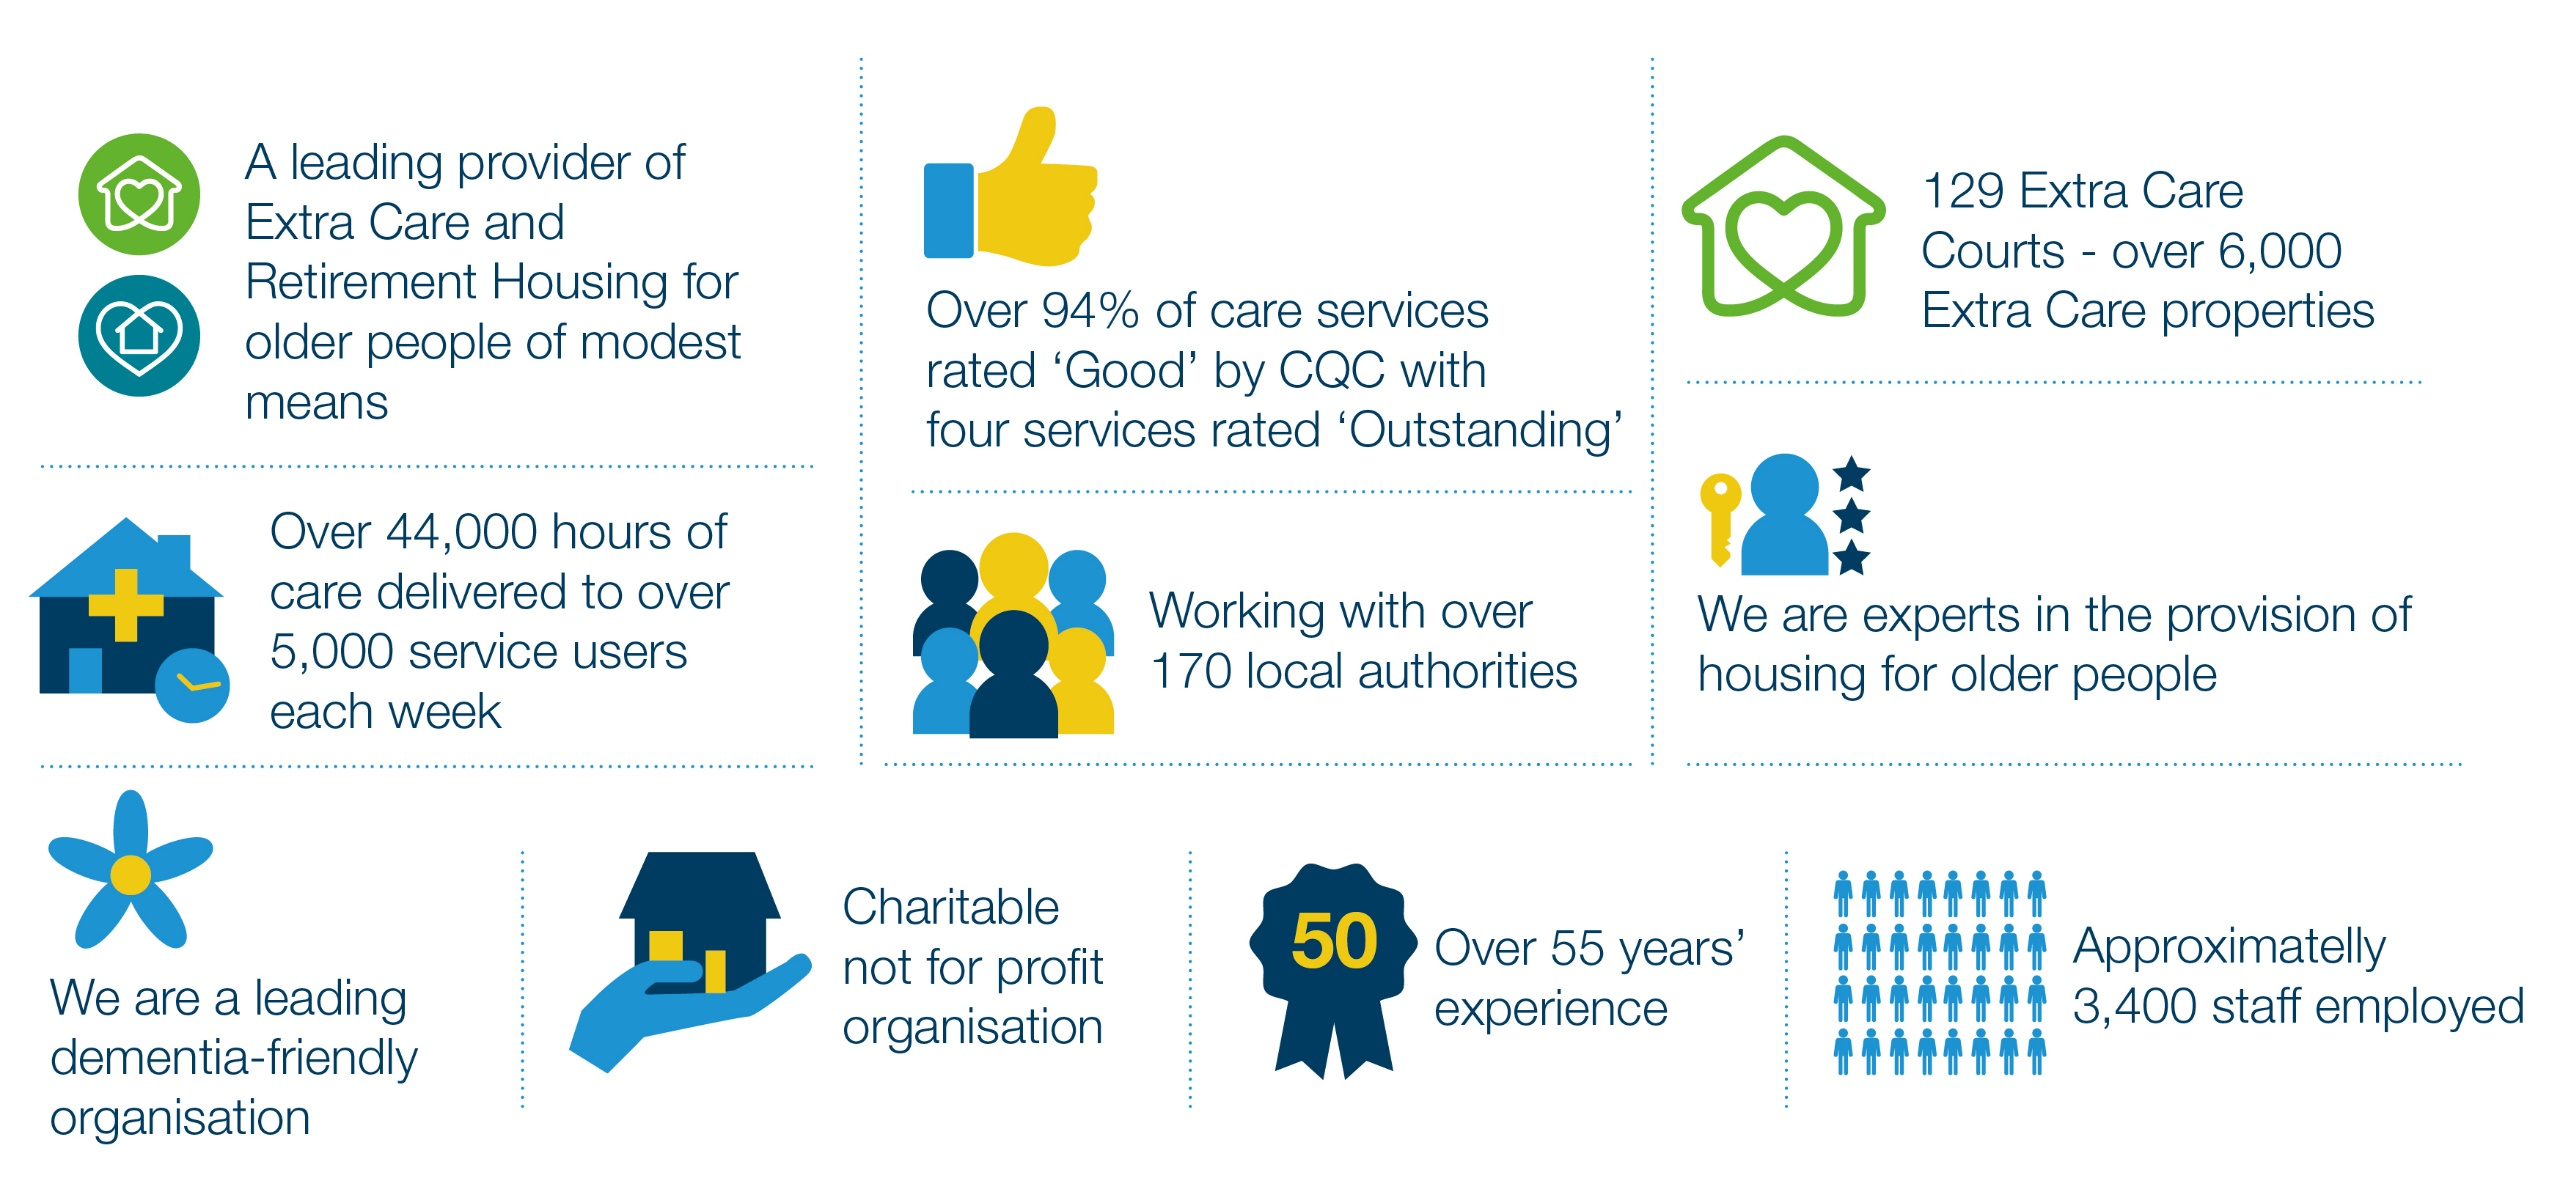 A leading provider of
Extra Care and
Retirement Housing for
older people of modest
means
Over 94% of care services
rated ‘Good’ by CQC with
four services rated ‘Outstanding’
129 Extra Care
Courts - over 6,000
Extra Care properties
Over 44,000 hours of
care delivered to over
5,000 service users
each week
Working with over
170 local authorities
We are experts in the provision of
housing for older people
We are a leading
dementia-friendly
organisation
Charitable
not for profit
organisation
50
Over 55 years’
experience
Approximatelly
3,400 staff employed